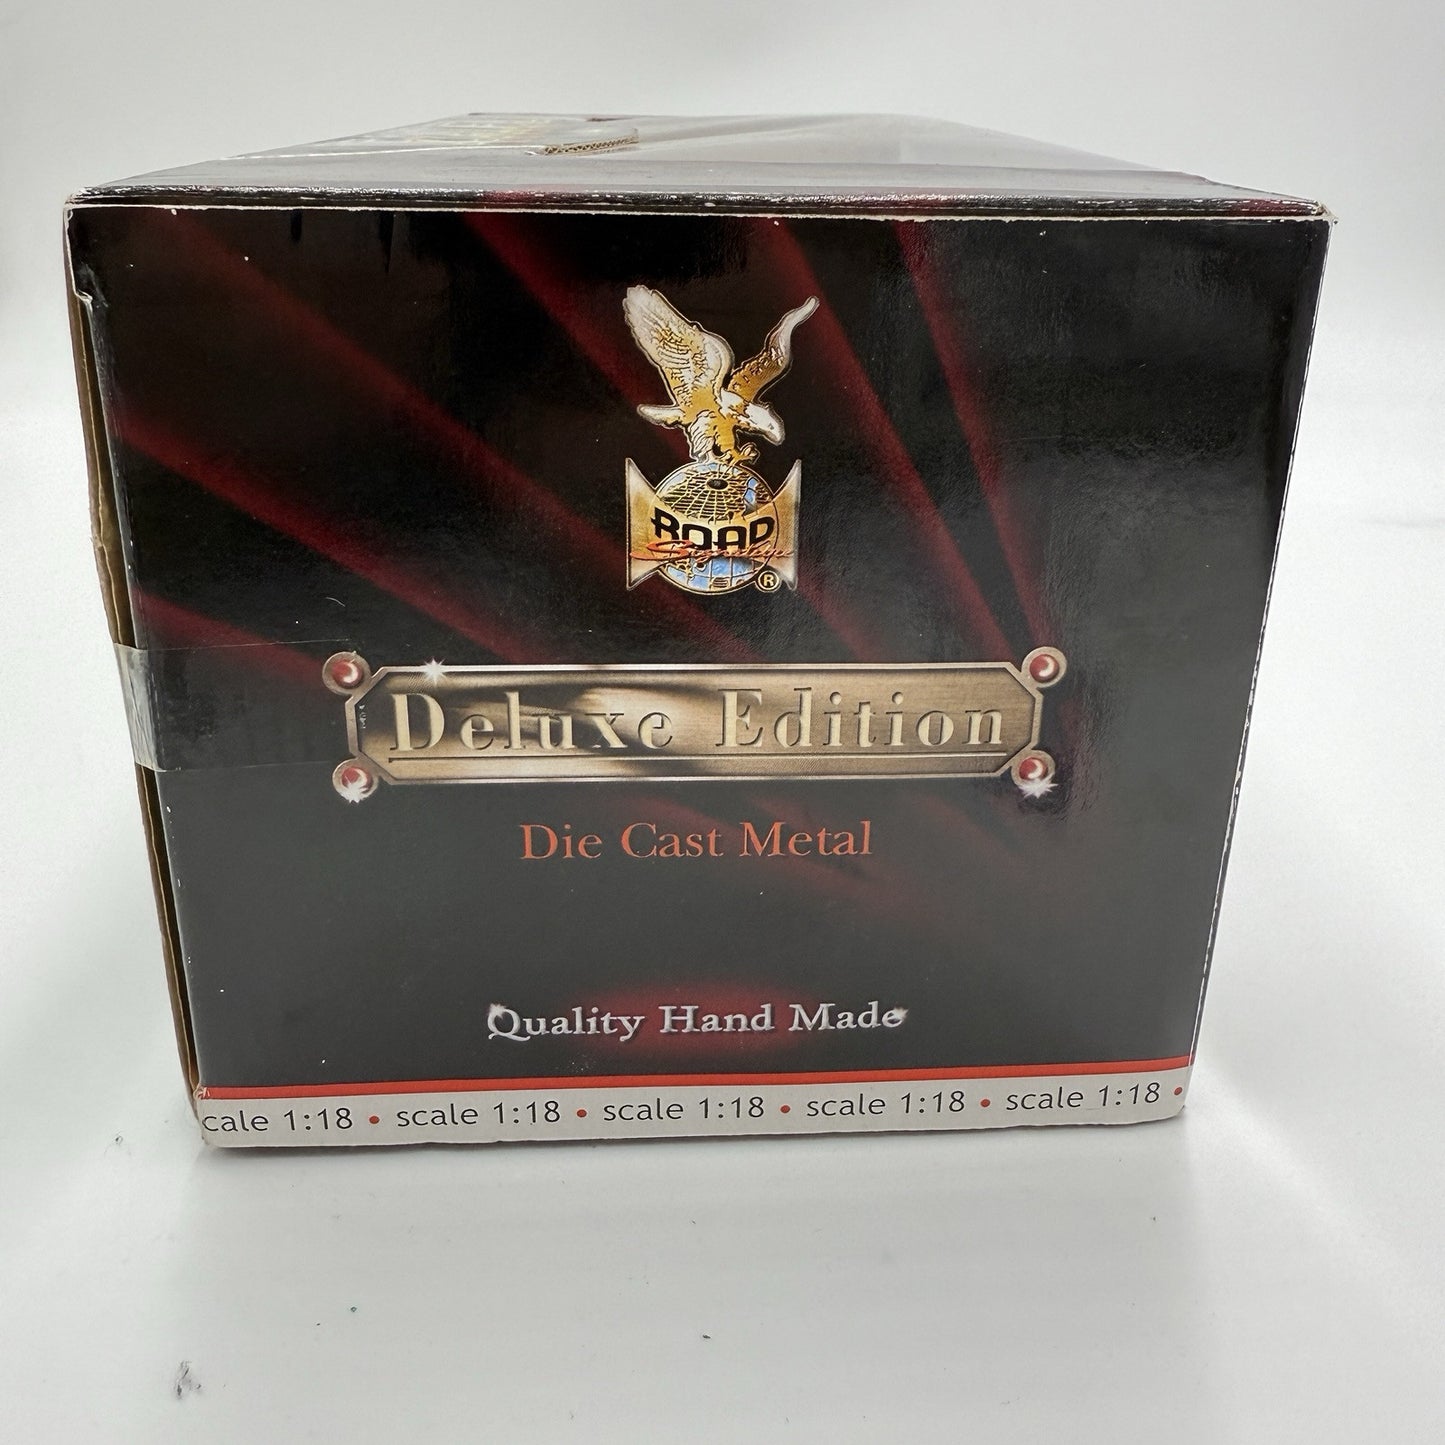 ROAD
Signature
®
Deluxe Edition
Die Cast Metal
Quality Hand Made
cale 1:18 • scale 1:18 • scale 1:18 • scale 1:18 • scale 1:18 •